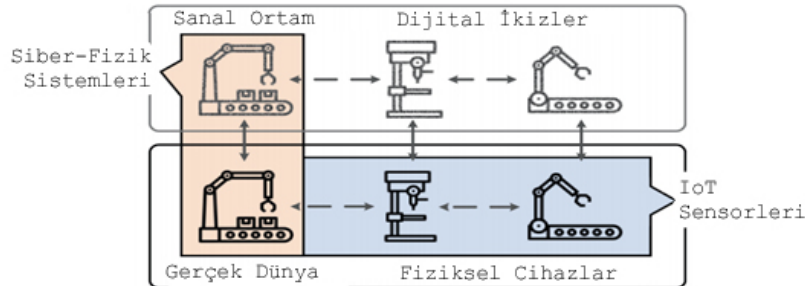 Sanal Ortam
Dijital İkizler
Siber-Fizik
Sistemleri
IoT
Sensorleri
Gerçek Dünya
Fiziksel Cihazlar